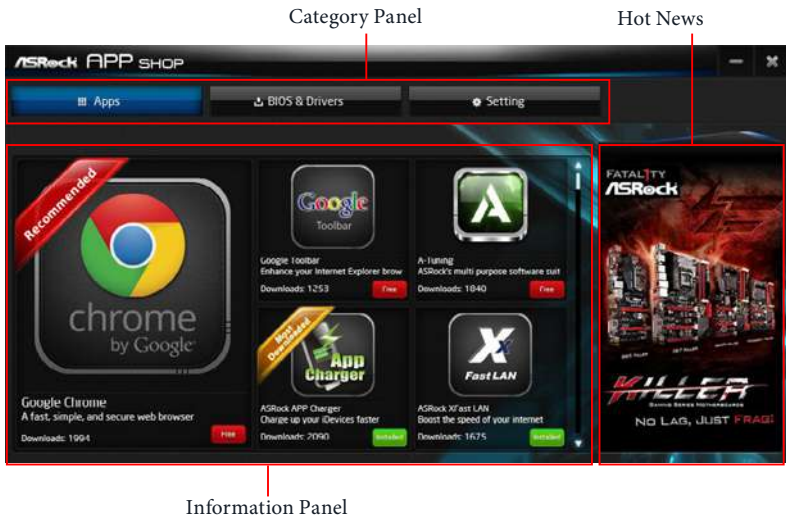 Category Panel
Hot News
ASRock APP SHOP
Apps
BIOS & Drivers
Setting
Recommended
chrome
by Google
Google Chrome
A fast, simple, and secure web browser
Downloads: 1994
Free
Google
Toolbar
Google Toolbar
Enhance your Internet Explorer brow
Downloads: 1253
Free
A
A-Tuning
ASRock's multi purpose software suit
Downloads: 1840
Free
Most
Downloaded
App
Charger
ASRock APP Charger
Charge up your iDevices faster
Downloads: 2090
Installed
X
Fast LAN
ASRock XFast LAN
Boost the speed of your internet
Downloads: 1675
Installed
FATAL1TY
ASRock
KILLER
GAMING SERIES MOTHERBOARDS
NO LAG, JUST FRAG!
Information Panel